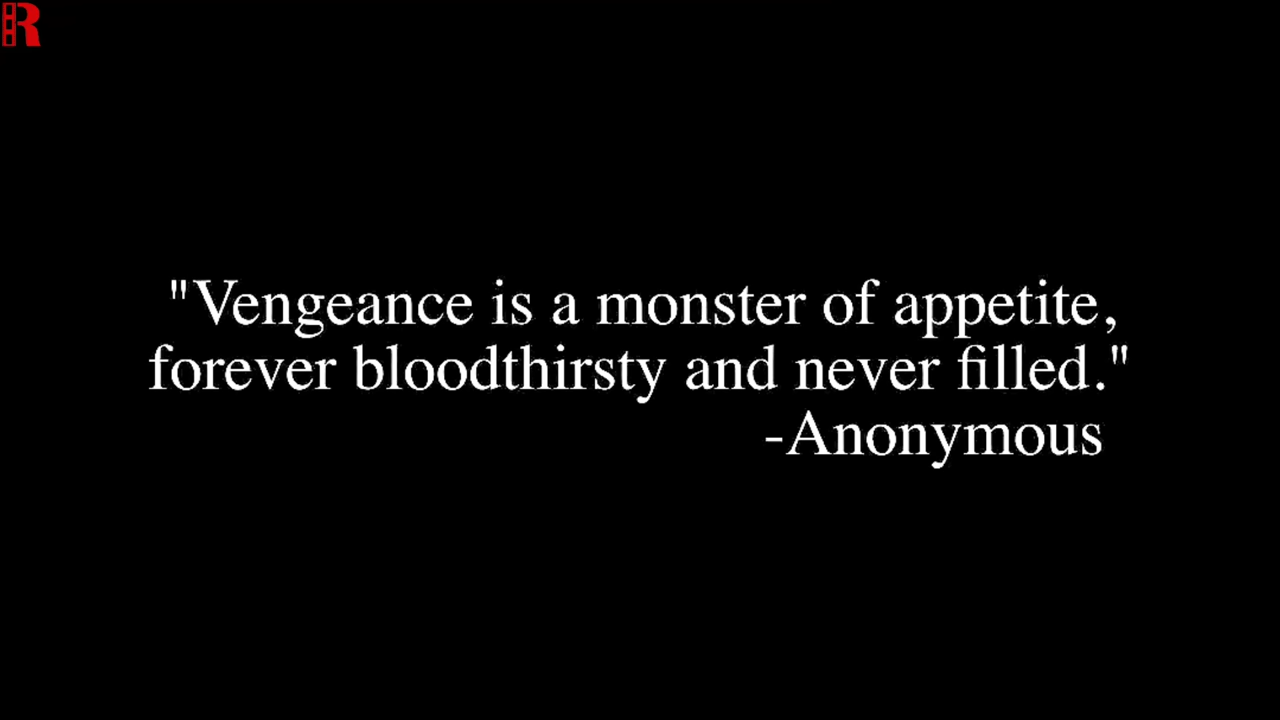 R
"Vengeance is a monster of appetite,
forever bloodthirsty and never filled."
-Anonymous